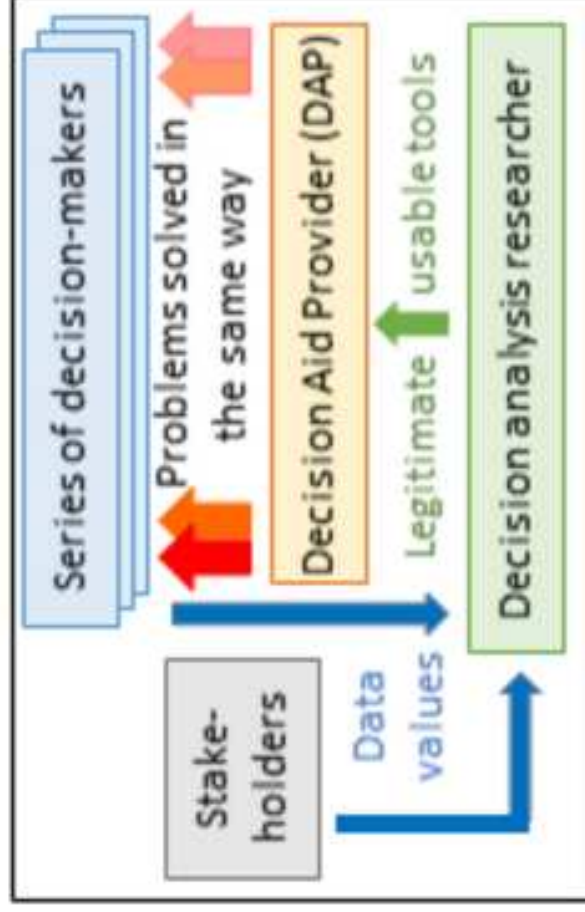 Series of decision-makers
Problems solved in
the same way
Decision Aid Provider (DAP)
Legitimate usable tools
Decision analysis researcher
Stake-
holders
Data
values